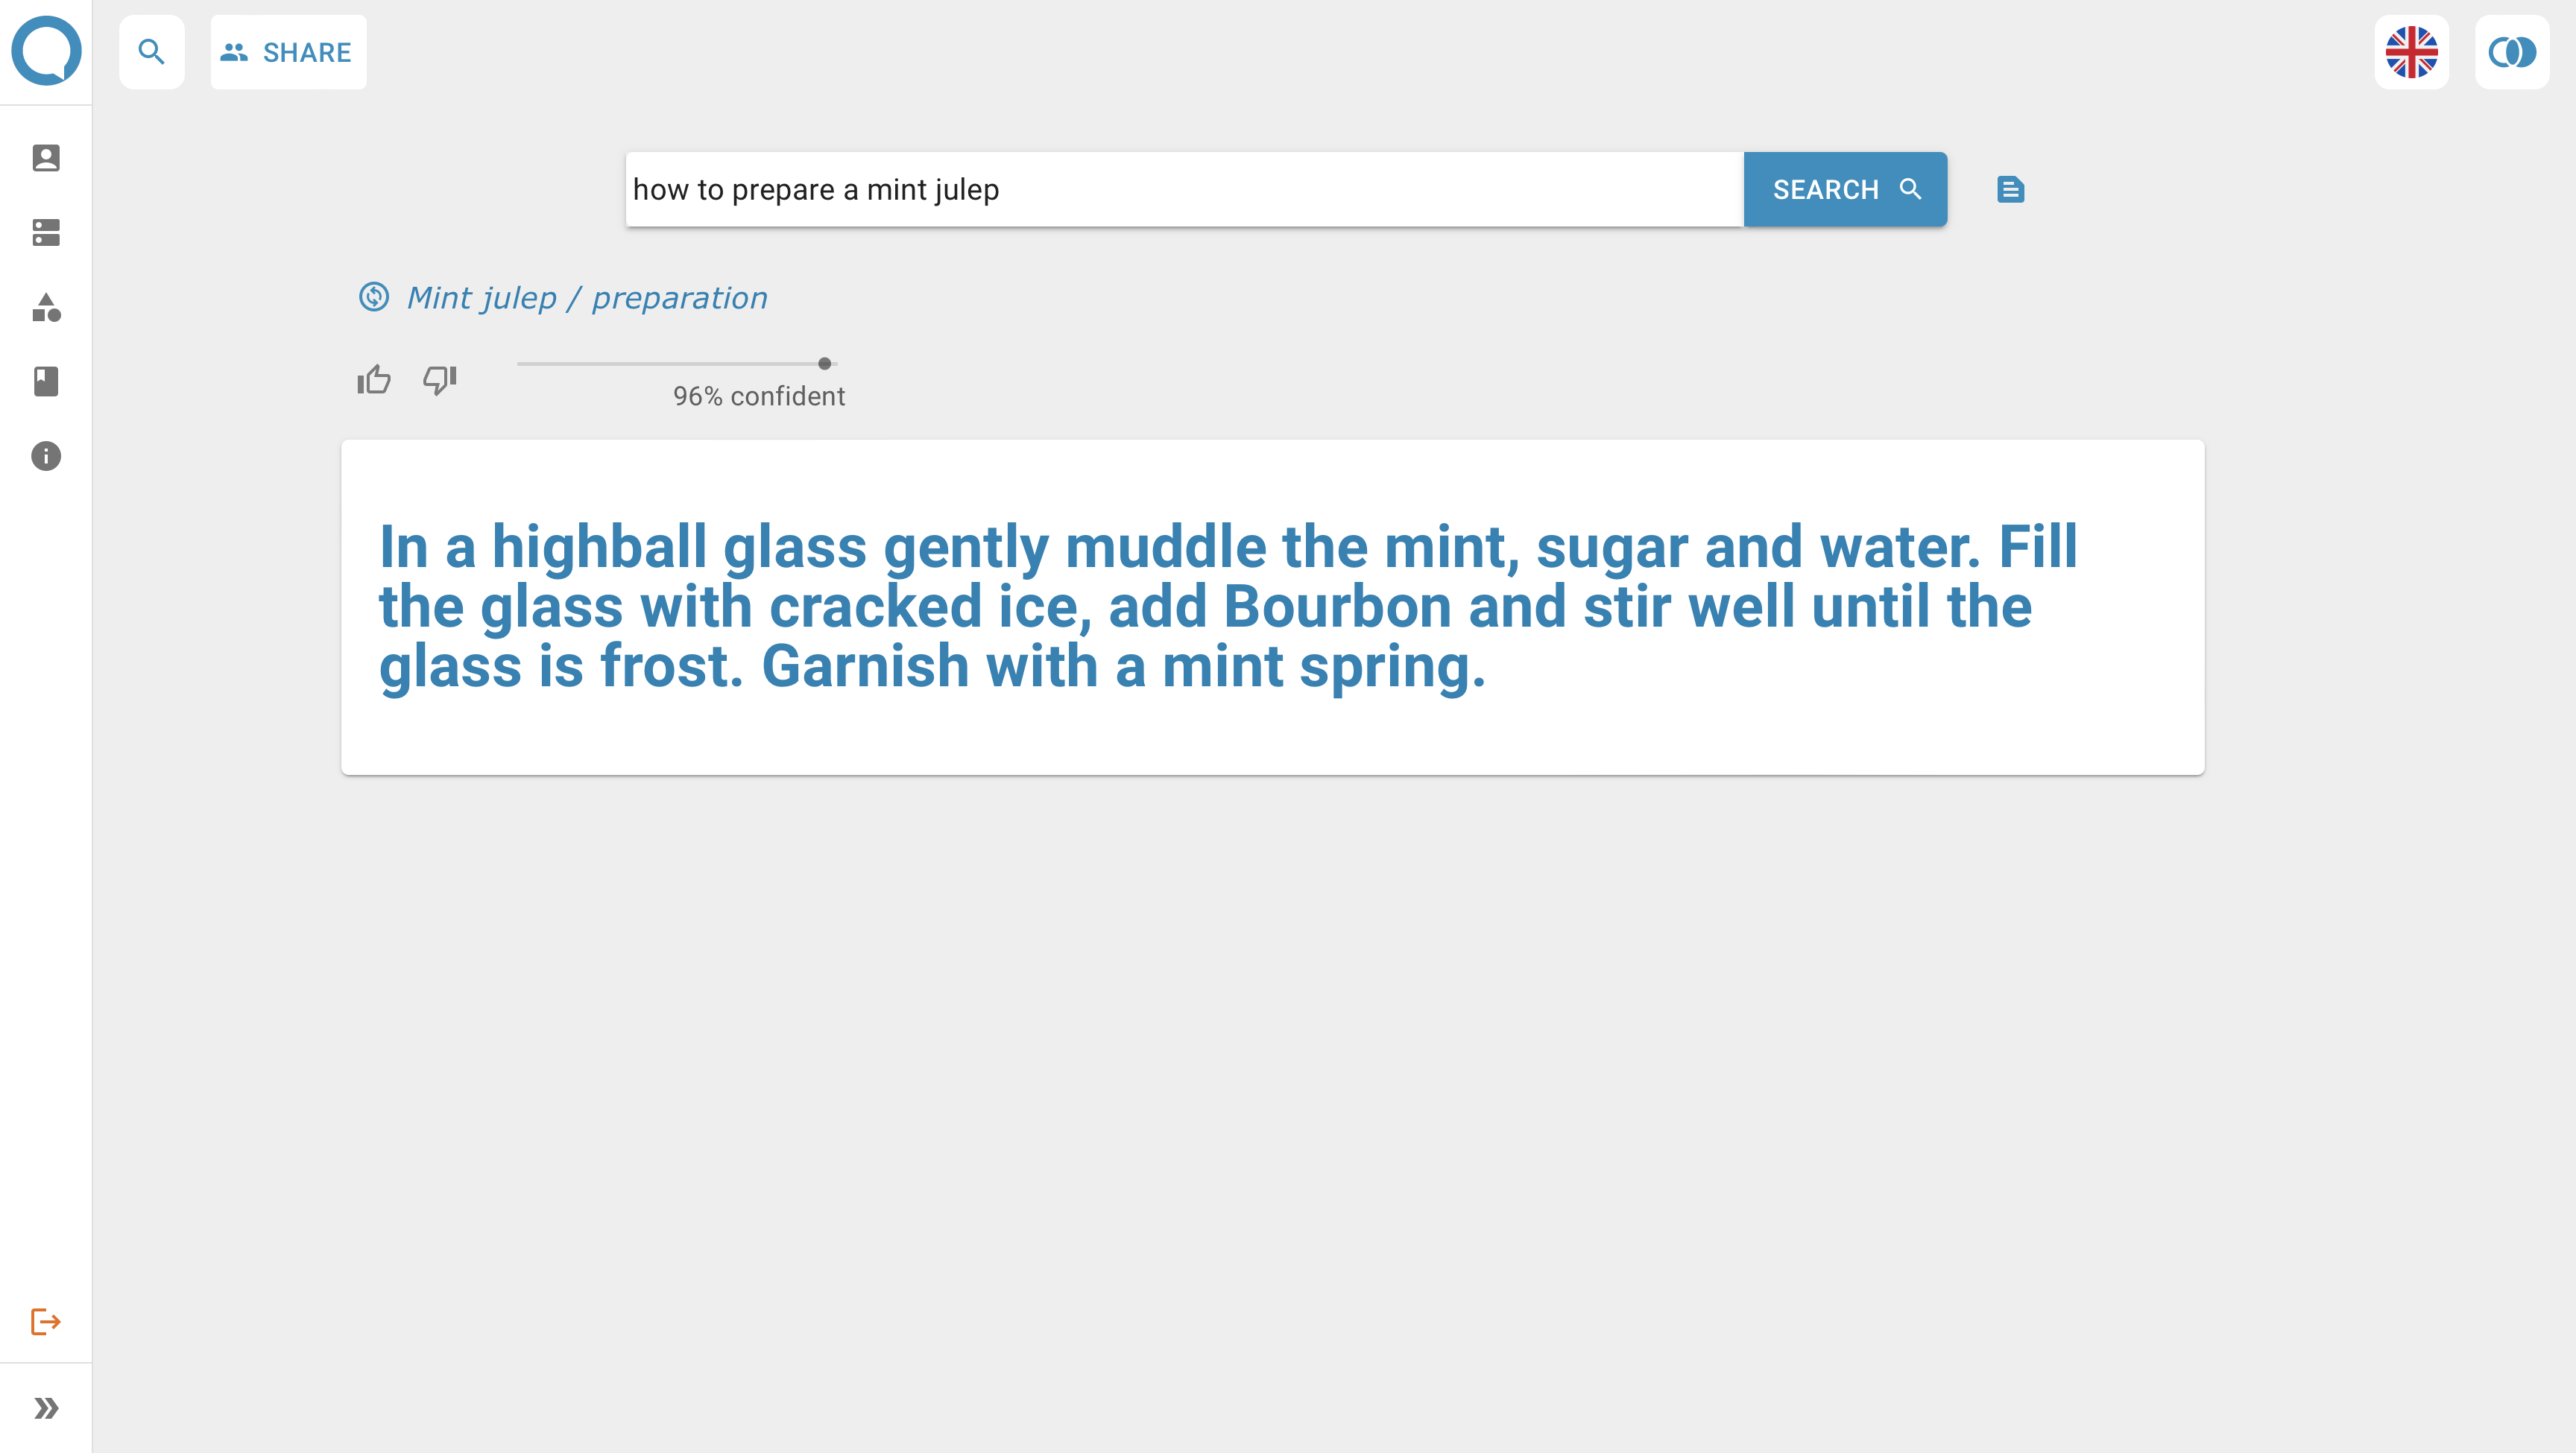 SHARE
how to prepare a mint julep
SEARCH
Mint julep / preparation
96% confident
In a highball glass gently muddle the mint, sugar and water. Fill
the glass with cracked ice, add Bourbon and stir well until the
glass is frost. Garnish with a mint spring.